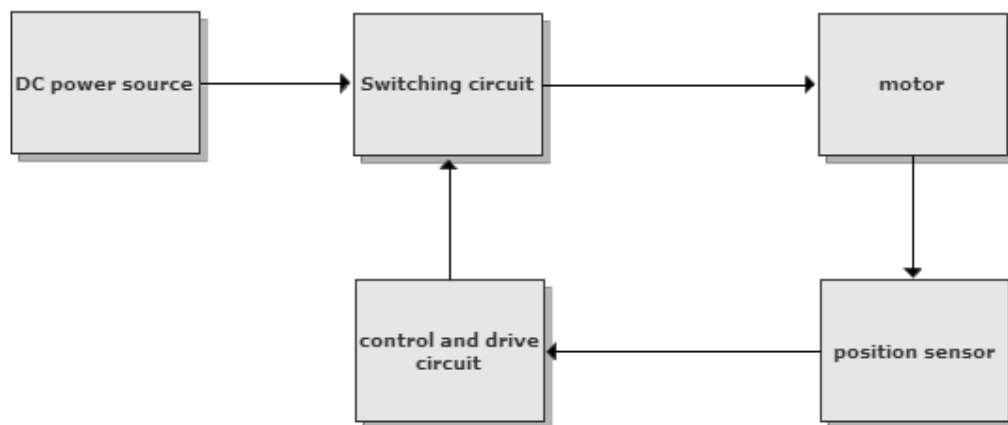 DC power source
Switching circuit
motor
control and drive
circuit
position sensor